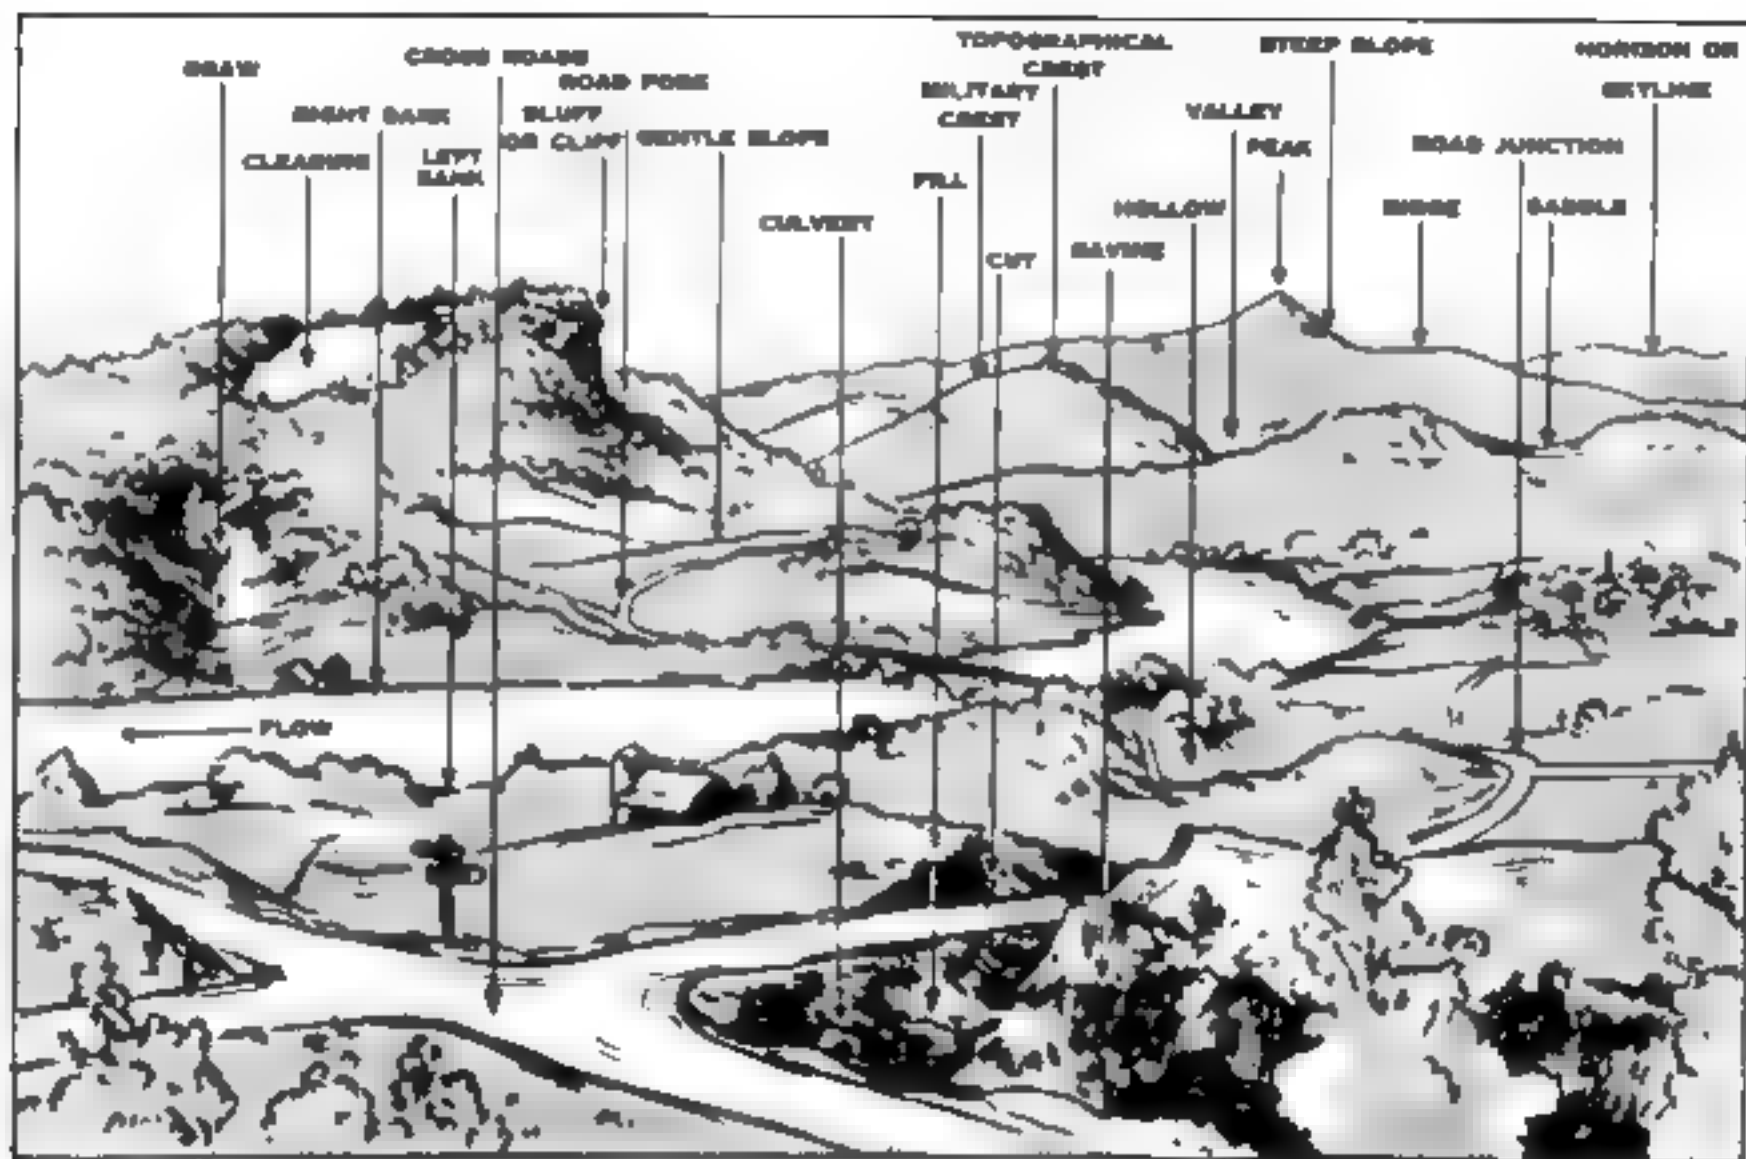 DRAW
CROSS ROADS
ROAD FORK
TOPOGRAPHICAL
CREST
STEEP SLOPE
HORIZON OR
SKYLINE
RIGHT BANK
BLUFF
OR CLIFF
GENTLE SLOPE
MILITARY
CREST
VALLEY
PEAK
ROAD JUNCTION
CLEARING
LEFT
BANK
FILL
CULVERT
HOLLOW
RIDGE
SADDLE
CUT
RAVINE
FLOW